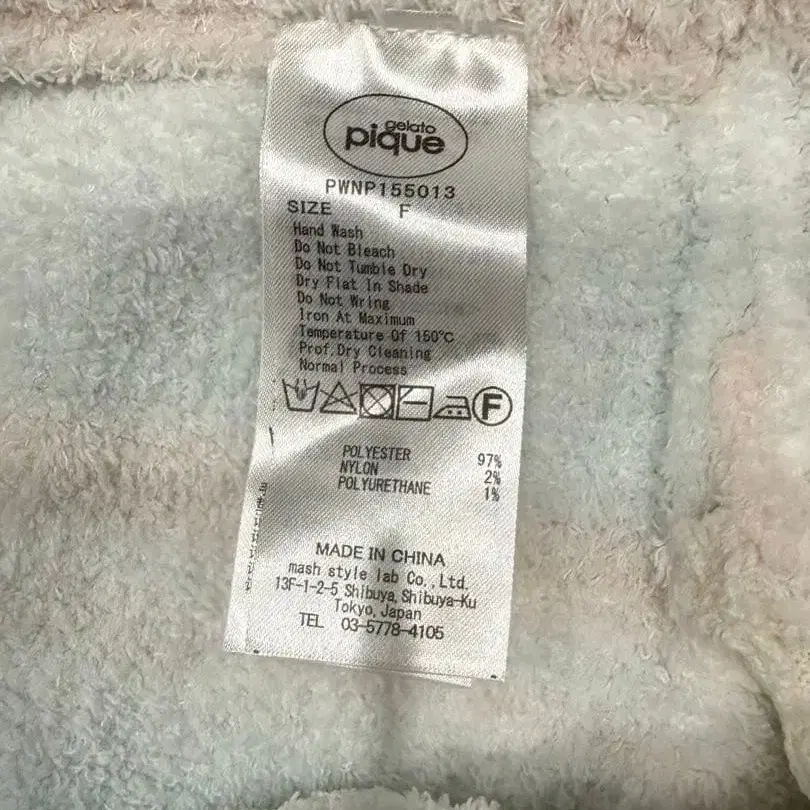 gelato
pique
PWNP155013
SIZE F
Hand Wash
Do Not Bleach
Do Not Tumble Dry
Dry Flat In Shade
Do Not Wring
Iron At Maximum
Temperature Of 150℃
Prof.Dry Cleaning
Normal Process
F
POLYESTER 97%
NYLON 2%
POLYURETHANE 1%
MADE IN CHINA
mash style lab Co.,Ltd.
13F-1-2-5 Shibuya,Shibuya-Ku
Tokyo,Japan
TEL 03-5778-4105